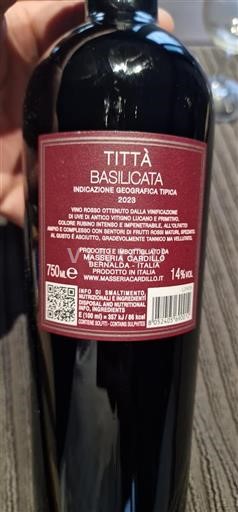 TITTÀ
BASILICATA
INDICAZIONE GEOGRAFICA TIPICA
2023
VINO ROSSO OTTENUTO DALLA VINIFICAZIONE
DI UVE DI ANTICO VITIGNO LUCANO E PRIMITIVO,
COLORE RUBINO INTENSO E IMPENETRABILE, ALL'OLFATTO
AMPIO E COMPLESSO CON SENTORI DI FRUTTI ROSSI MATURI, SPEZIATO
AL GUSTO È ASCIUTTO, GRADEVOLMENTE TANNICO MA VELLUTATO.
PRODOTTO E IMBOTTIGLIATO DA
MASSERIA CARDILLO
BERNALDA - ITALIA
PRODOTTO IN ITALIA
WWW.MASSERIACARDILLO.IT
750ML e
14%VOL
INFO DI SMALTIMENTO,
NUTRIZIONALI E INGREDIENTI
DISPOSAL AND NUTRITIONAL
INFO, INGREDIENTS
E (100 ml) = 357 kJ / 86 kcal
CONTIENE SOLFITI - CONTAINS SULPHITES